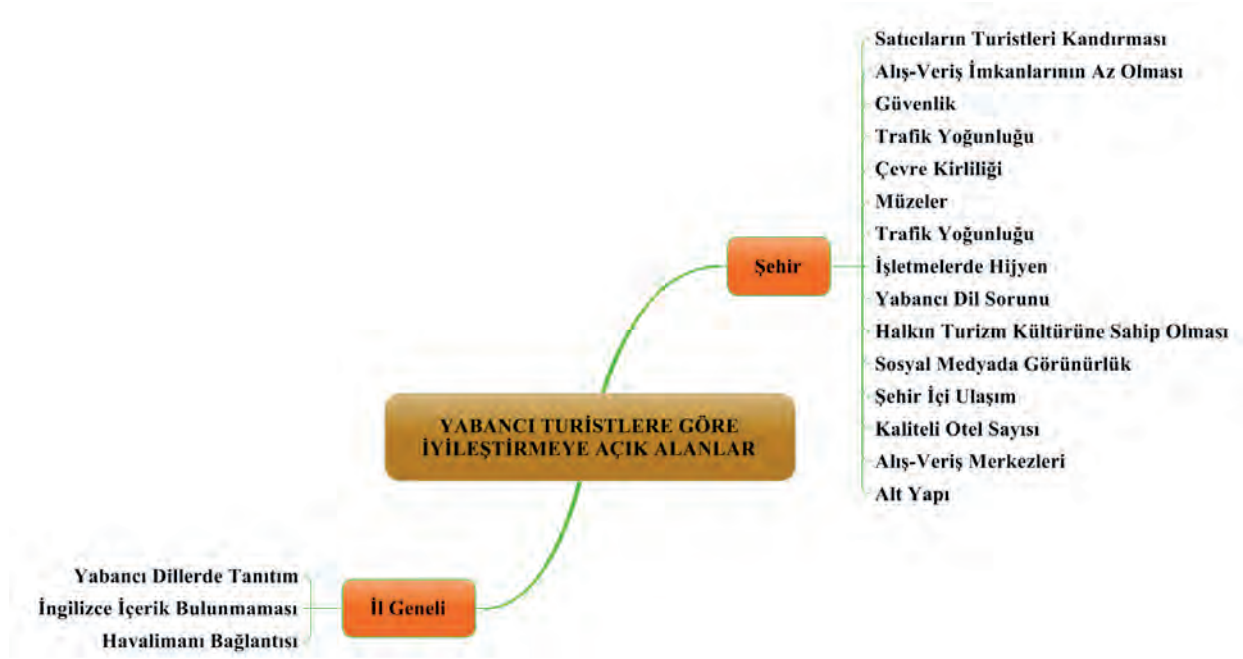 Satıcıların Turistleri Kandırması
Alış-Veriş İmkanlarının Az Olması
Güvenlik
Trafik Yoğunluğu
Çevre Kirliliği
Müzeler
Trafik Yoğunluğu
İşletmelerde Hijyen
Yabancı Dil Sorunu
Halkın Turizm Kültürüne Sahip Olması
Sosyal Medyada Görünürlük
Şehir İçi Ulaşım
Kaliteli Otel Sayısı
Alış-Veriş Merkezleri
Alt Yapı
Şehir
YABANCI TURİSTLERE GÖRE
İYİLEŞTİRMEYE AÇIK ALANLAR
İl Geneli
Yabancı Dillerde Tanıtım
İngilizce İçerik Bulunmaması
Havalimanı Bağlantısı